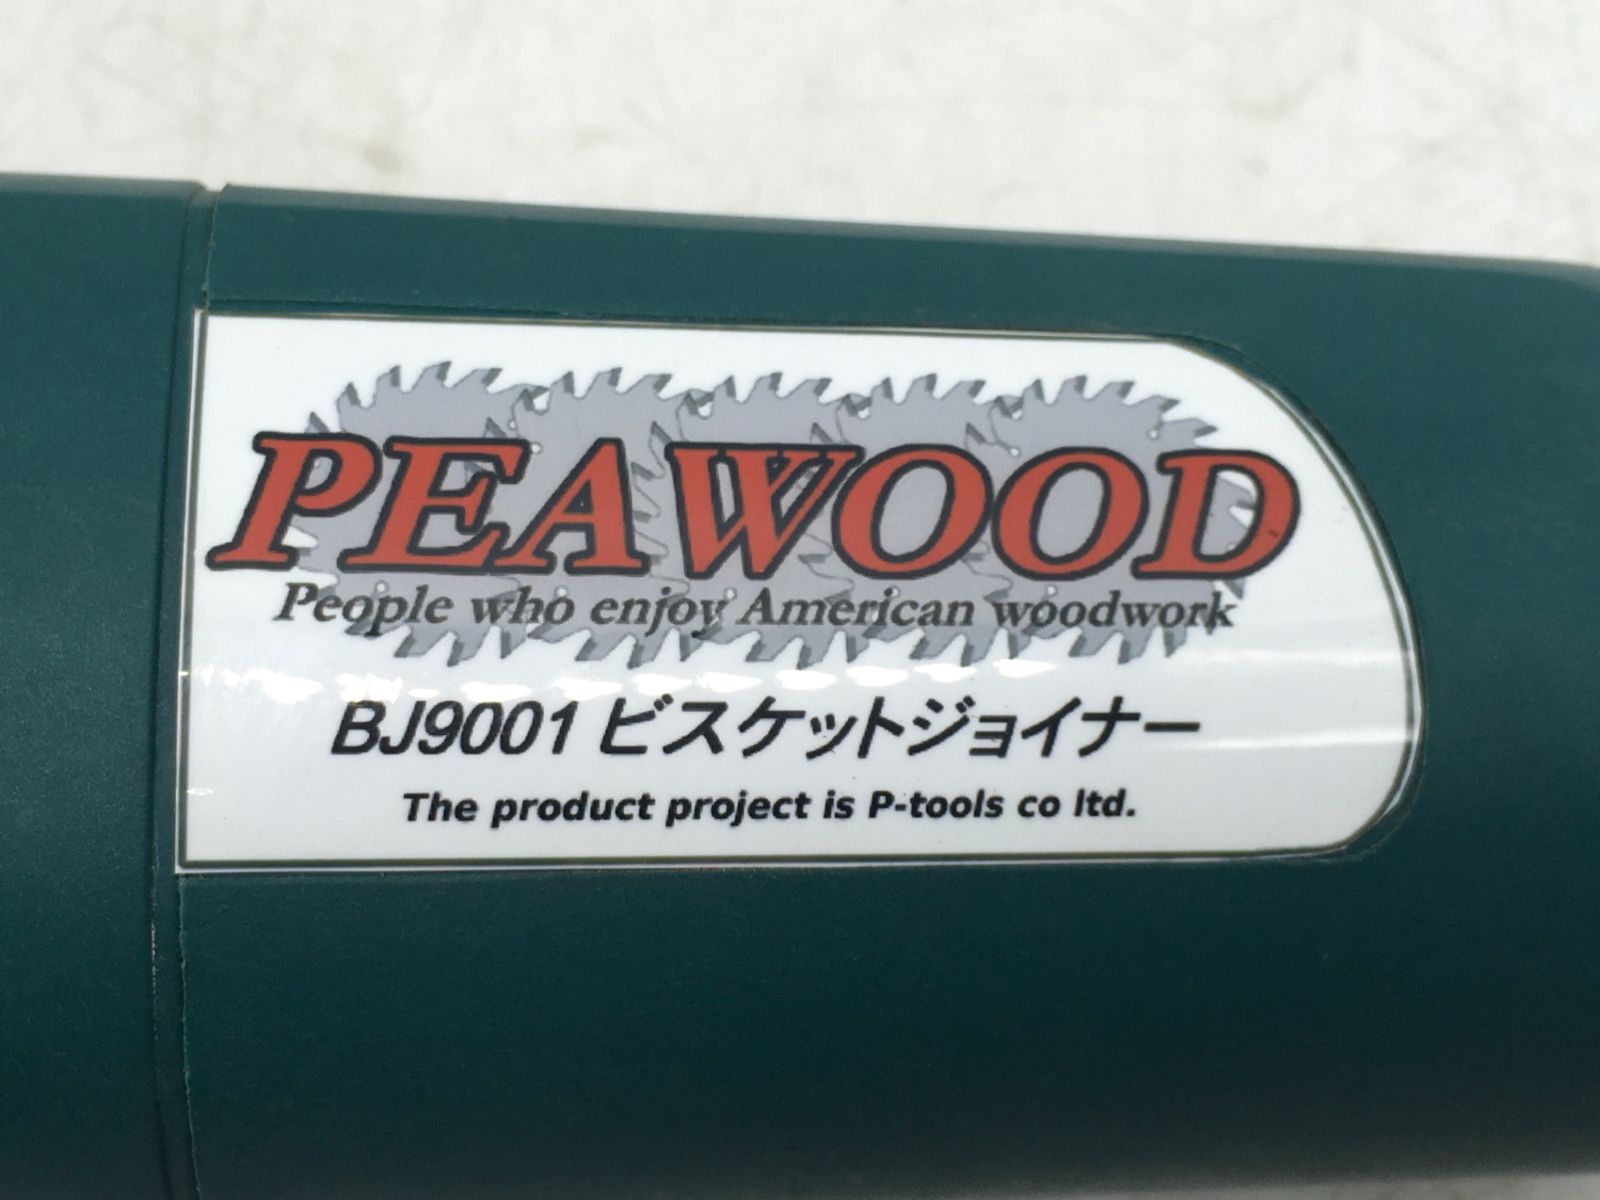 PEAWOOD
People who enjoy American woodwork
BJ9001 ビスケットジョイナー
The product project is P-tools co ltd.